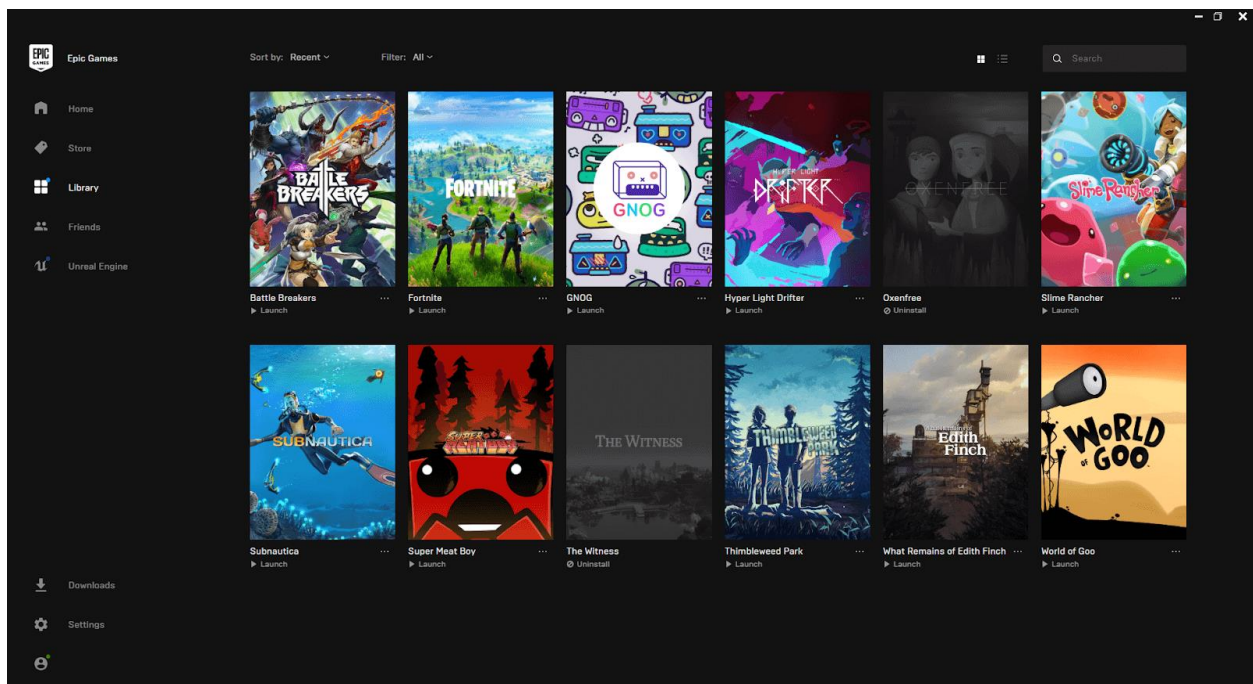 EPIC GAMES
Epic Games
Sort by: Recent
Filter: All
Search
Home
Store
Library
Friends
Unreal Engine
BATTLE BREAKERS
FORTNITE
GNOG
HYPER LIGHT
DRIFTER
OXENFREE
Slime Rancher
Battle Breakers ...
Fortnite ...
GNOG ...
Hyper Light Drifter ...
Oxenfree
Slime Rancher ...
Launch
Launch
Launch
Launch
Uninstall
Launch
SUBNAUTICA
SUPER MEAT BOY
THE WITNESS
THIMBLEWEED PARK
What Remains of
Edith
Finch
WORLD OF GOO
Subnautica ...
Super Meat Boy ...
The Witness
Thimbleweed Park ...
What Remains of Edith Finch ...
World of Goo ...
Launch
Launch
Uninstall
Launch
Launch
Launch
Downloads
Settings